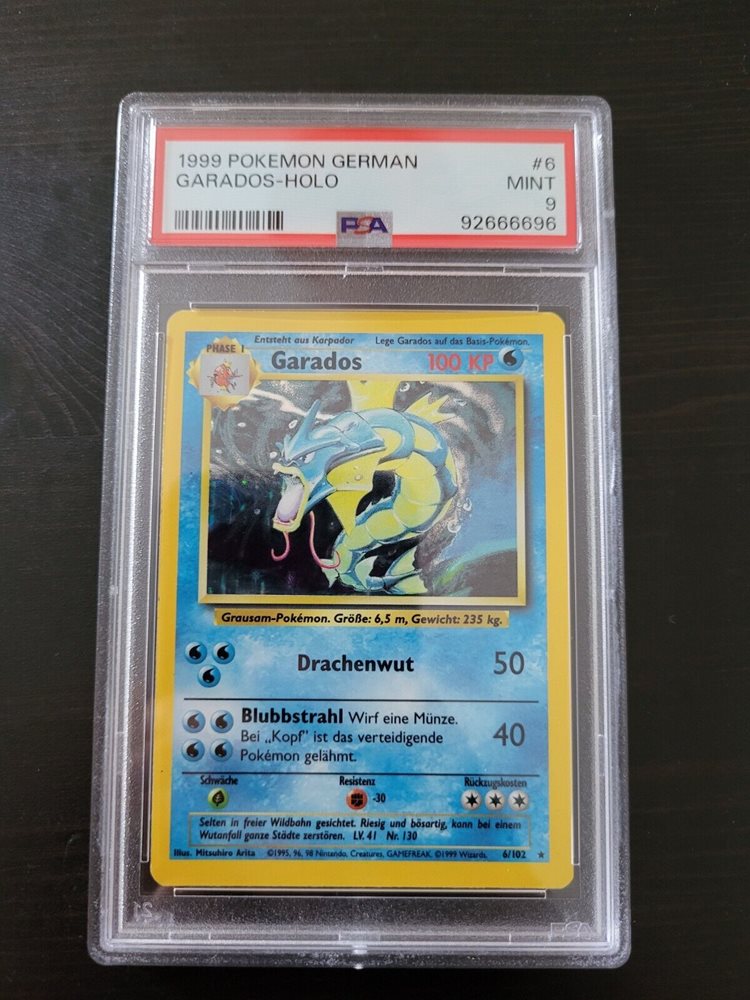 1999 POKEMON GERMAN #6
GARADOS-HOLO MINT
9
PSA 92666696
Entsteht aus Karpador Lege Garados auf das Basis-Pokémon.
PHASE 1
Garados 100 KP
Grausam-Pokémon. Größe: 6,5 m, Gewicht: 235 kg.
Drachenwut 50
Blubbstrahl Wirf eine Münze.
Bei „Kopf" ist das verteidigende 40
Pokémon gelähmt.
Schwäche Resistenz Rückzugskosten
-30
Selten in freier Wildbahn gesichtet. Riesig und bösartig, kann bei einem
Wutanfall ganze Städte zerstören. LV. 41 Nr. 130
Illus. Mitsuhiro Arita ©1995, 96, 98 Nintendo, Creatures, GAMEFREAK. ©1999 Wizards. 6/102 ★